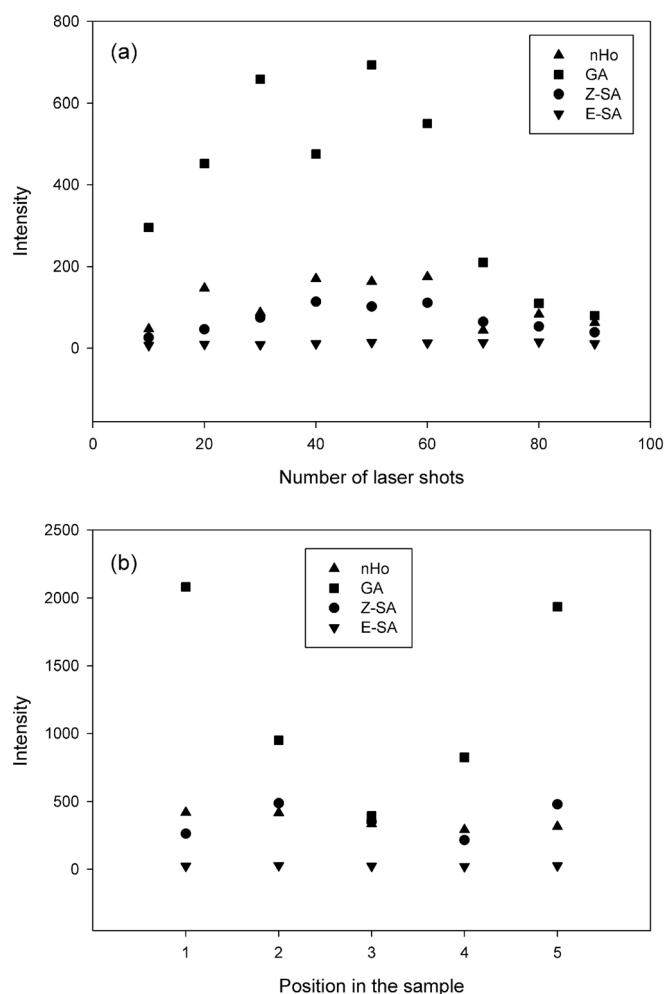 (a)
800
600
400
200
0
Intensity
nHo
GA
Z-SA
E-SA
0 20 40 60 80 100
Number of laser shots
(b)
2500
2000
1500
1000
500
0
Intensity
nHo
GA
Z-SA
E-SA
1 2 3 4 5
Position in the sample